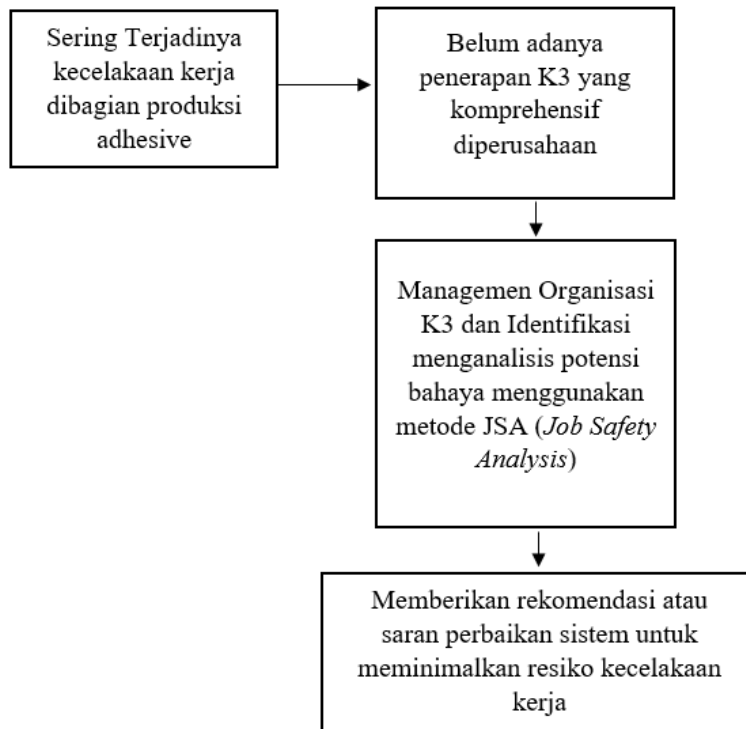 Sering Terjadinya
kecelakaan kerja
dibagian produksi
adhesive
Belum adanya
penerapan K3 yang
komprehensif
diperusahaan
Managemen Organisasi
K3 dan Identifikasi
menganalisis potensi
bahaya menggunakan
metode JSA (Job Safety
Analysis)
Memberikan rekomendasi atau
saran perbaikan sistem untuk
meminimalkan resiko kecelakaan
kerja